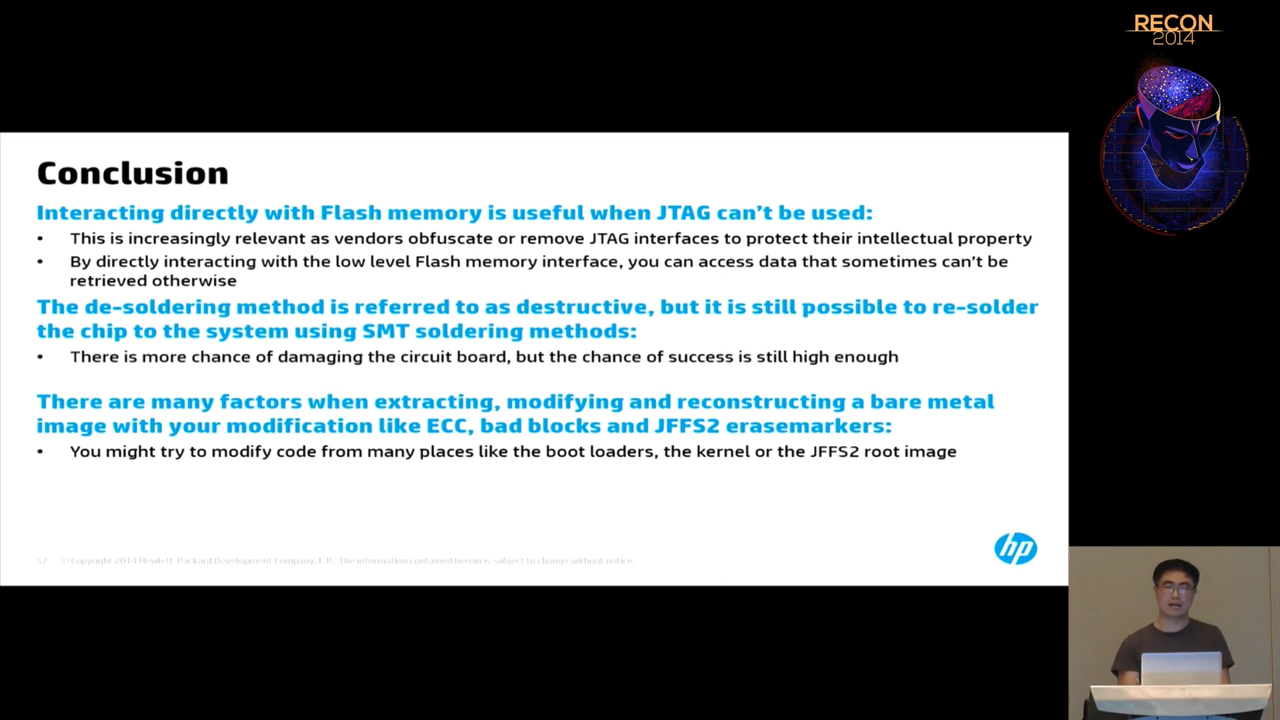 RECON
2014
Conclusion
Interacting directly with Flash memory is useful when JTAG can't be used:
• This is increasingly relevant as vendors obfuscate or remove JTAG interfaces to protect their intellectual property
• By directly interacting with the low level Flash memory interface, you can access data that sometimes can't be
retrieved otherwise
The de-soldering method is referred to as destructive, but it is still possible to re-solder
the chip to the system using SMT soldering methods:
• There is more chance of damaging the circuit board, but the chance of success is still high enough
There are many factors when extracting, modifying and reconstructing a bare metal
image with your modification like ECC, bad blocks and JFFS2 erasemarkers:
• You might try to modify code from many places like the boot loaders, the kernel or the JFFS2 root image
57 © Copyright 2014 Hewlett-Packard Development Company, L.P. The information contained herein is subject to change without notice.
hp